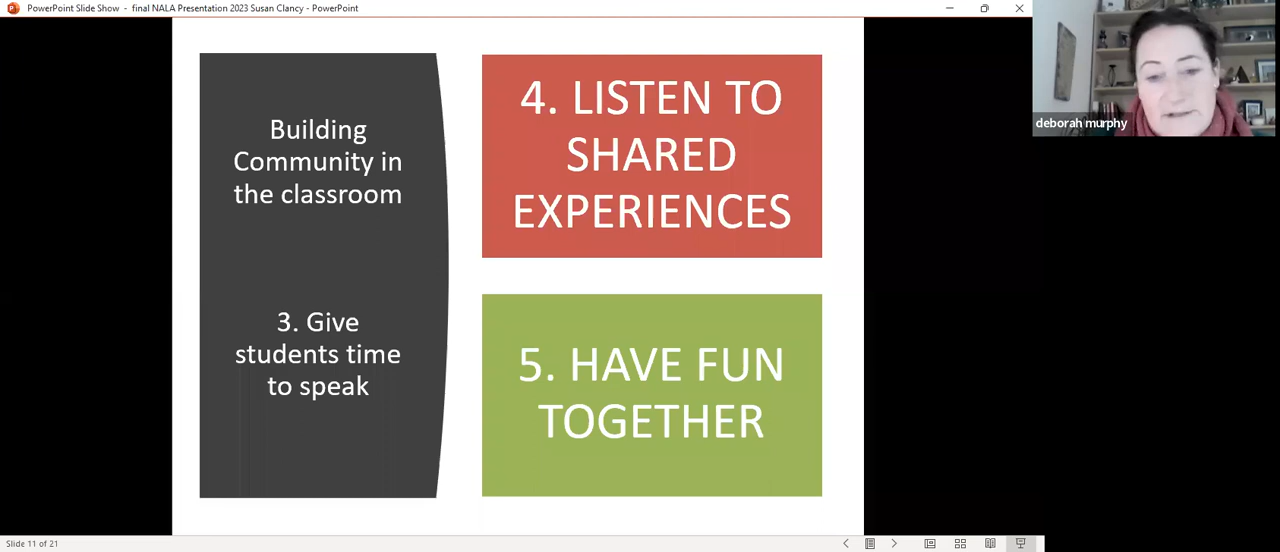 PowerPoint Slide Show - final NALA Presentation 2023 Susan Clancy - PowerPoint
Building
Community in
the classroom
3. Give
students time
to speak
4. LISTEN TO
SHARED
EXPERIENCES
5. HAVE FUN
TOGETHER
deborah murphy
Slide 11 of 21